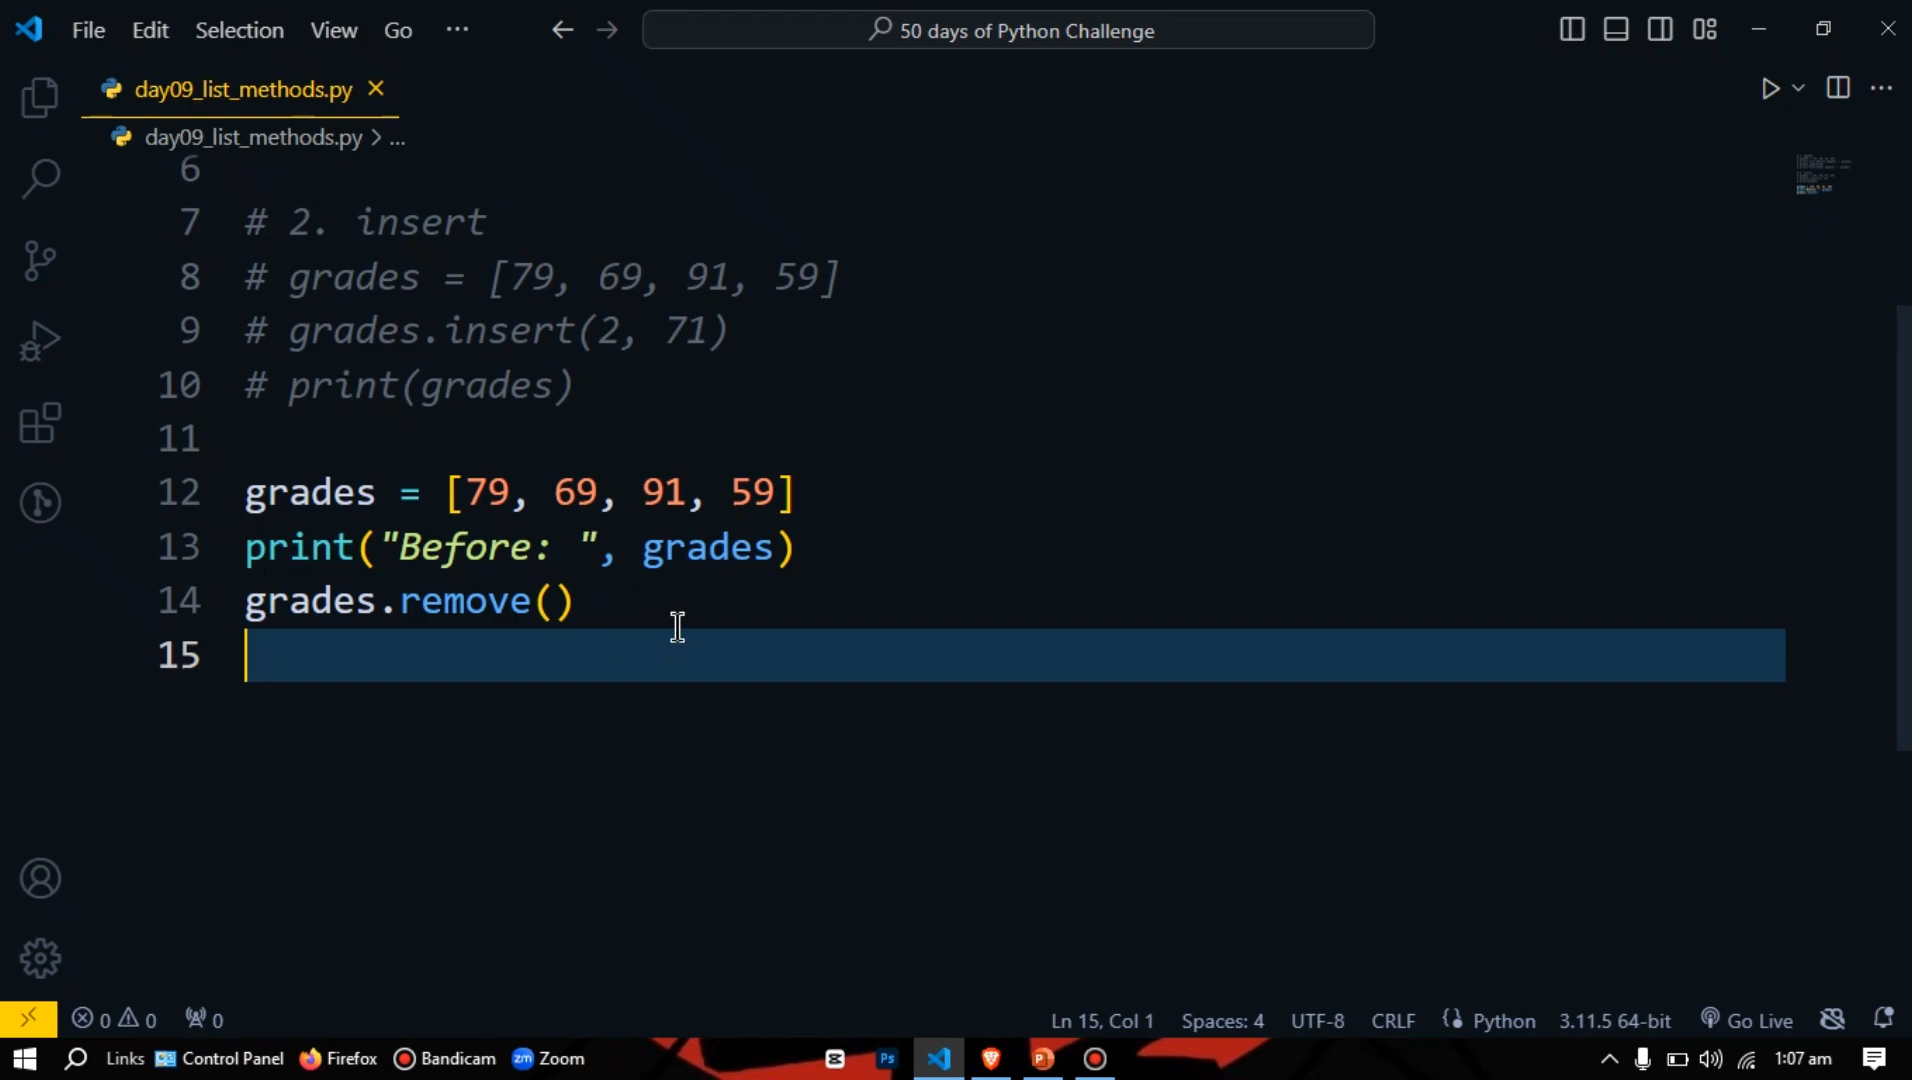 File Edit Selection View Go ... 50 days of Python Challenge
day09_list_methods.py
day09_list_methods.py > ...
6
7 # 2. insert
8 # grades = [79, 69, 91, 59]
9 # grades.insert(2, 71)
10 # print(grades)
11
12 grades = [79, 69, 91, 59]
13 print("Before: ", grades)
14 grades.remove()
15
0 0 0 Ln 15, Col 1 Spaces: 4 UTF-8 CRLF Python 3.11.5 64-bit Go Live
Links Control Panel Firefox Bandicam zm Zoom Ps P 1:07 am